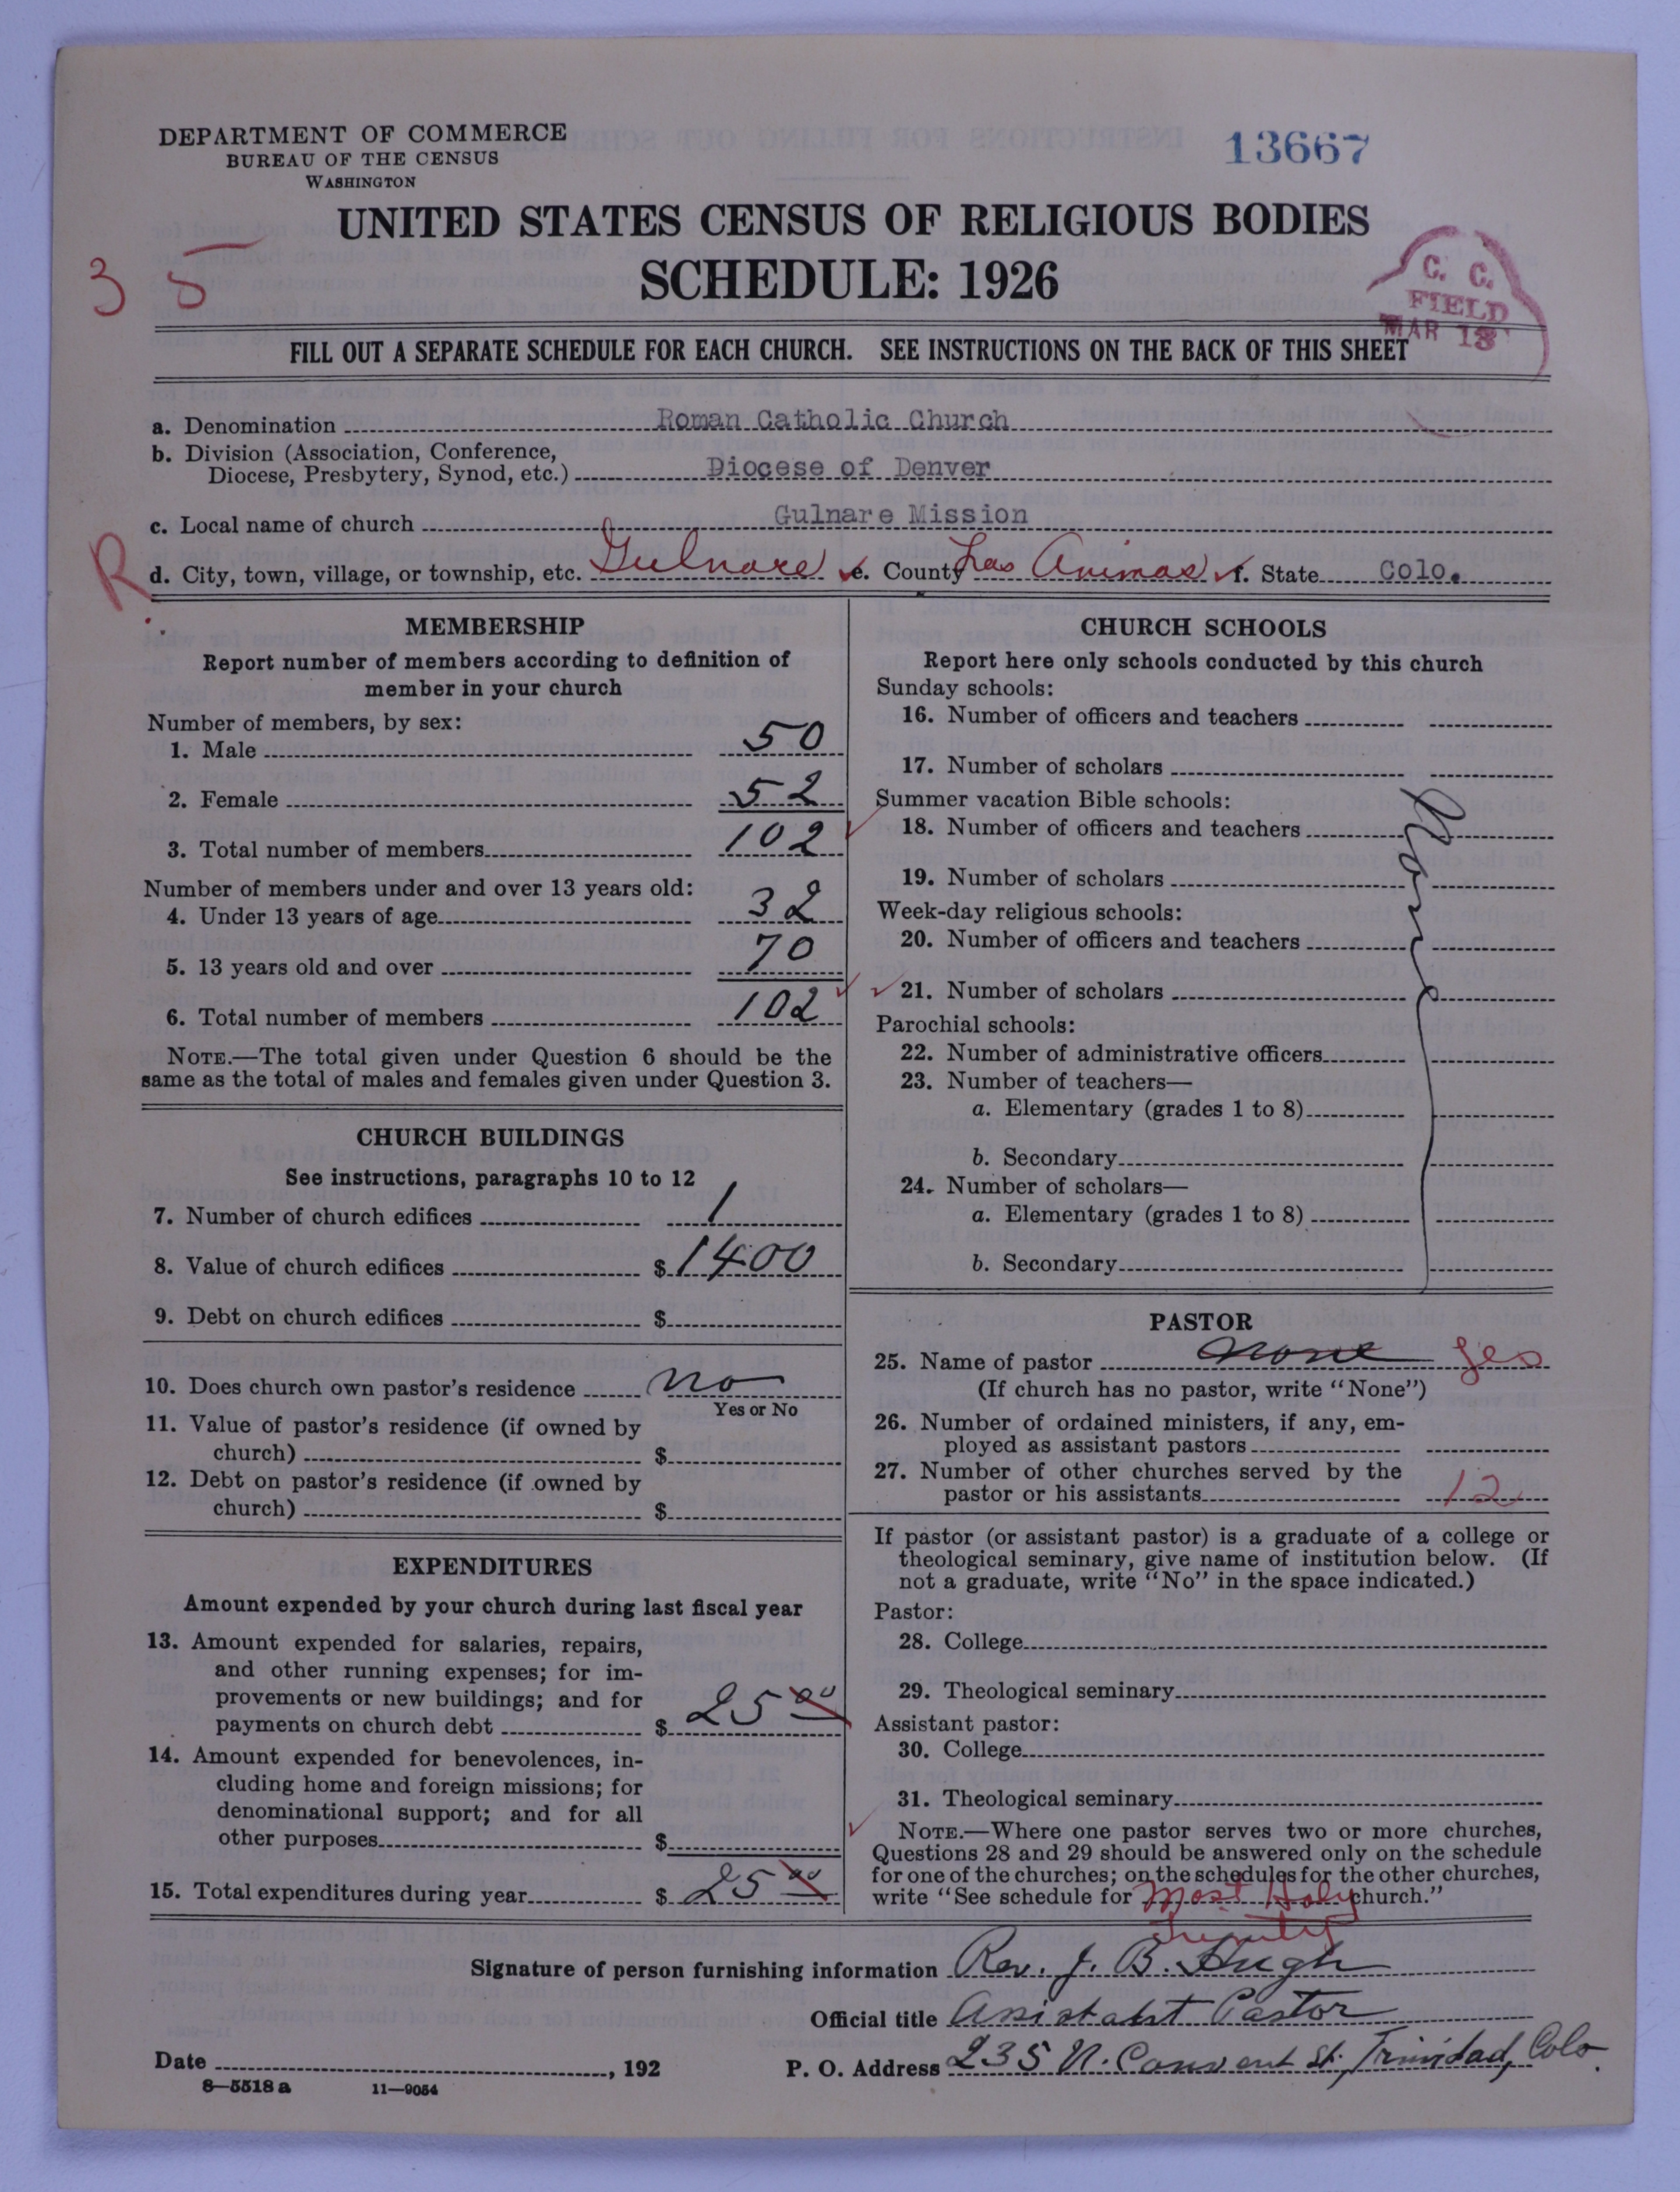 DEPARTMENT OF COMMERCE
BUREAU OF THE CENSUS
WASHINGTON
13667
UNITED STATES CENSUS OF RELIGIOUS BODIES
SCHEDULE: 1926
3 5
C. C.
FIELD
MAR 13
FILL OUT A SEPARATE SCHEDULE FOR EACH CHURCH. SEE INSTRUCTIONS ON THE BACK OF THIS SHEET
a. Denomination Roman Catholic Church
b. Division (Association, Conference,
Diocese, Presbytery, Synod, etc.) Diocese of Denver
c. Local name of church Gulnare Mission
R d. City, town, village, or township, etc. Gulnare e. County Las Animas f. State Colo.
MEMBERSHIP
Report number of members according to definition of
member in your church
Number of members, by sex:
1. Male 50
2. Female 52
3. Total number of members 102
Number of members under and over 13 years old:
4. Under 13 years of age 32
5. 13 years old and over 70
6. Total number of members 102
NOTE.—The total given under Question 6 should be the
same as the total of males and females given under Question 3.
CHURCH BUILDINGS
See instructions, paragraphs 10 to 12
7. Number of church edifices 1
8. Value of church edifices $ 1400
9. Debt on church edifices $
10. Does church own pastor's residence no
Yes or No
11. Value of pastor's residence (if owned by
church) $
12. Debt on pastor's residence (if owned by
church) $
EXPENDITURES
Amount expended by your church during last fiscal year
13. Amount expended for salaries, repairs,
and other running expenses; for im-
provements or new buildings; and for
payments on church debt $ 25 00
14. Amount expended for benevolences, in-
cluding home and foreign missions; for
denominational support; and for all
other purposes $
15. Total expenditures during year $ 25 00
CHURCH SCHOOLS
Report here only schools conducted by this church
Sunday schools:
16. Number of officers and teachers
17. Number of scholars
Summer vacation Bible schools:
18. Number of officers and teachers
19. Number of scholars
Week-day religious schools:
20. Number of officers and teachers
21. Number of scholars
Parochial schools:
22. Number of administrative officers
23. Number of teachers—
a. Elementary (grades 1 to 8)
b. Secondary
24. Number of scholars—
a. Elementary (grades 1 to 8)
b. Secondary
PASTOR
25. Name of pastor none yes
(If church has no pastor, write "None")
26. Number of ordained ministers, if any, em-
ployed as assistant pastors
27. Number of other churches served by the
pastor or his assistants 12
If pastor (or assistant pastor) is a graduate of a college or
theological seminary, give name of institution below. (If
not a graduate, write "No" in the space indicated.)
Pastor:
28. College
29. Theological seminary
Assistant pastor:
30. College
31. Theological seminary
NOTE.—Where one pastor serves two or more churches,
Questions 28 and 29 should be answered only on the schedule
for one of the churches; on the schedules for the other churches,
write "See schedule for Most Holy church."
Trinity
Signature of person furnishing information Rev. J. B. Hugh
Official title Assistant Pastor
Date , 192 P. O. Address 235 N. Convent St. Trinidad, Colo.
8—5518 a 11—9054